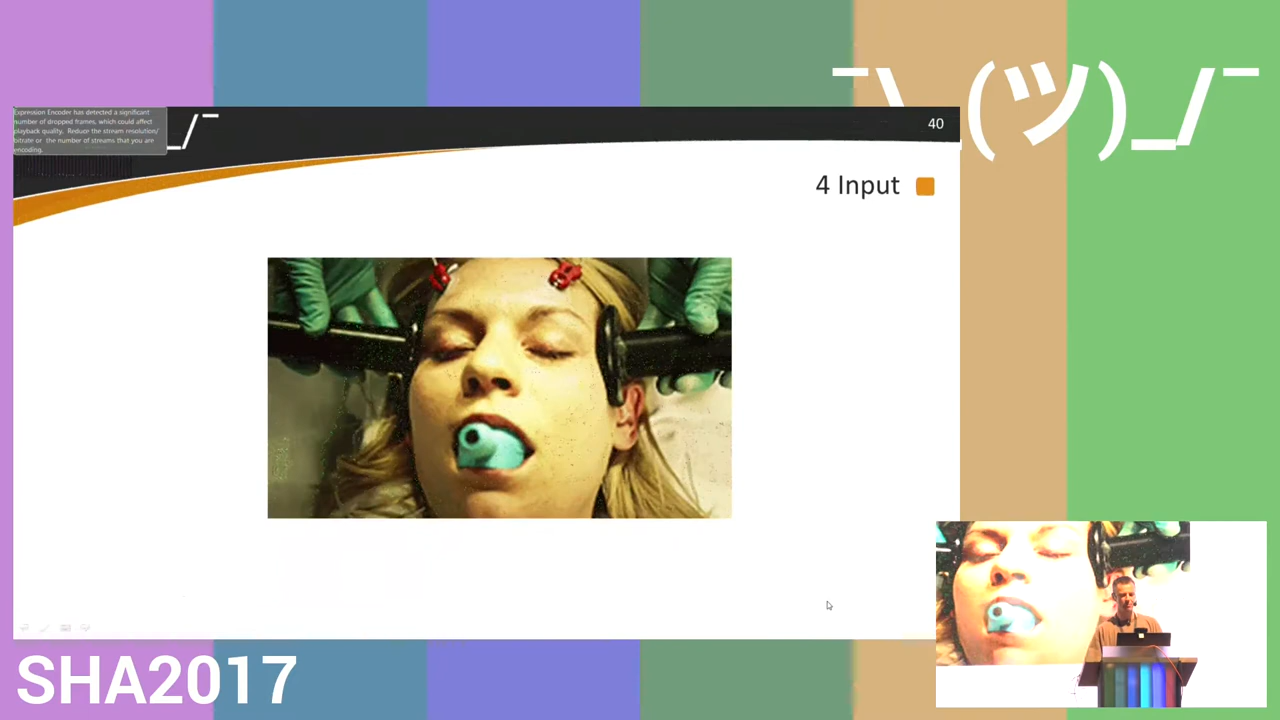 ¯\_(ツ)_/¯
Expression Encoder has detected a significant
number of dropped frames, which could affect
playback quality. Reduce the stream resolution/
bitrate or the number of streams that you are
encoding.
_/¯
40
4 Input
SHA2017